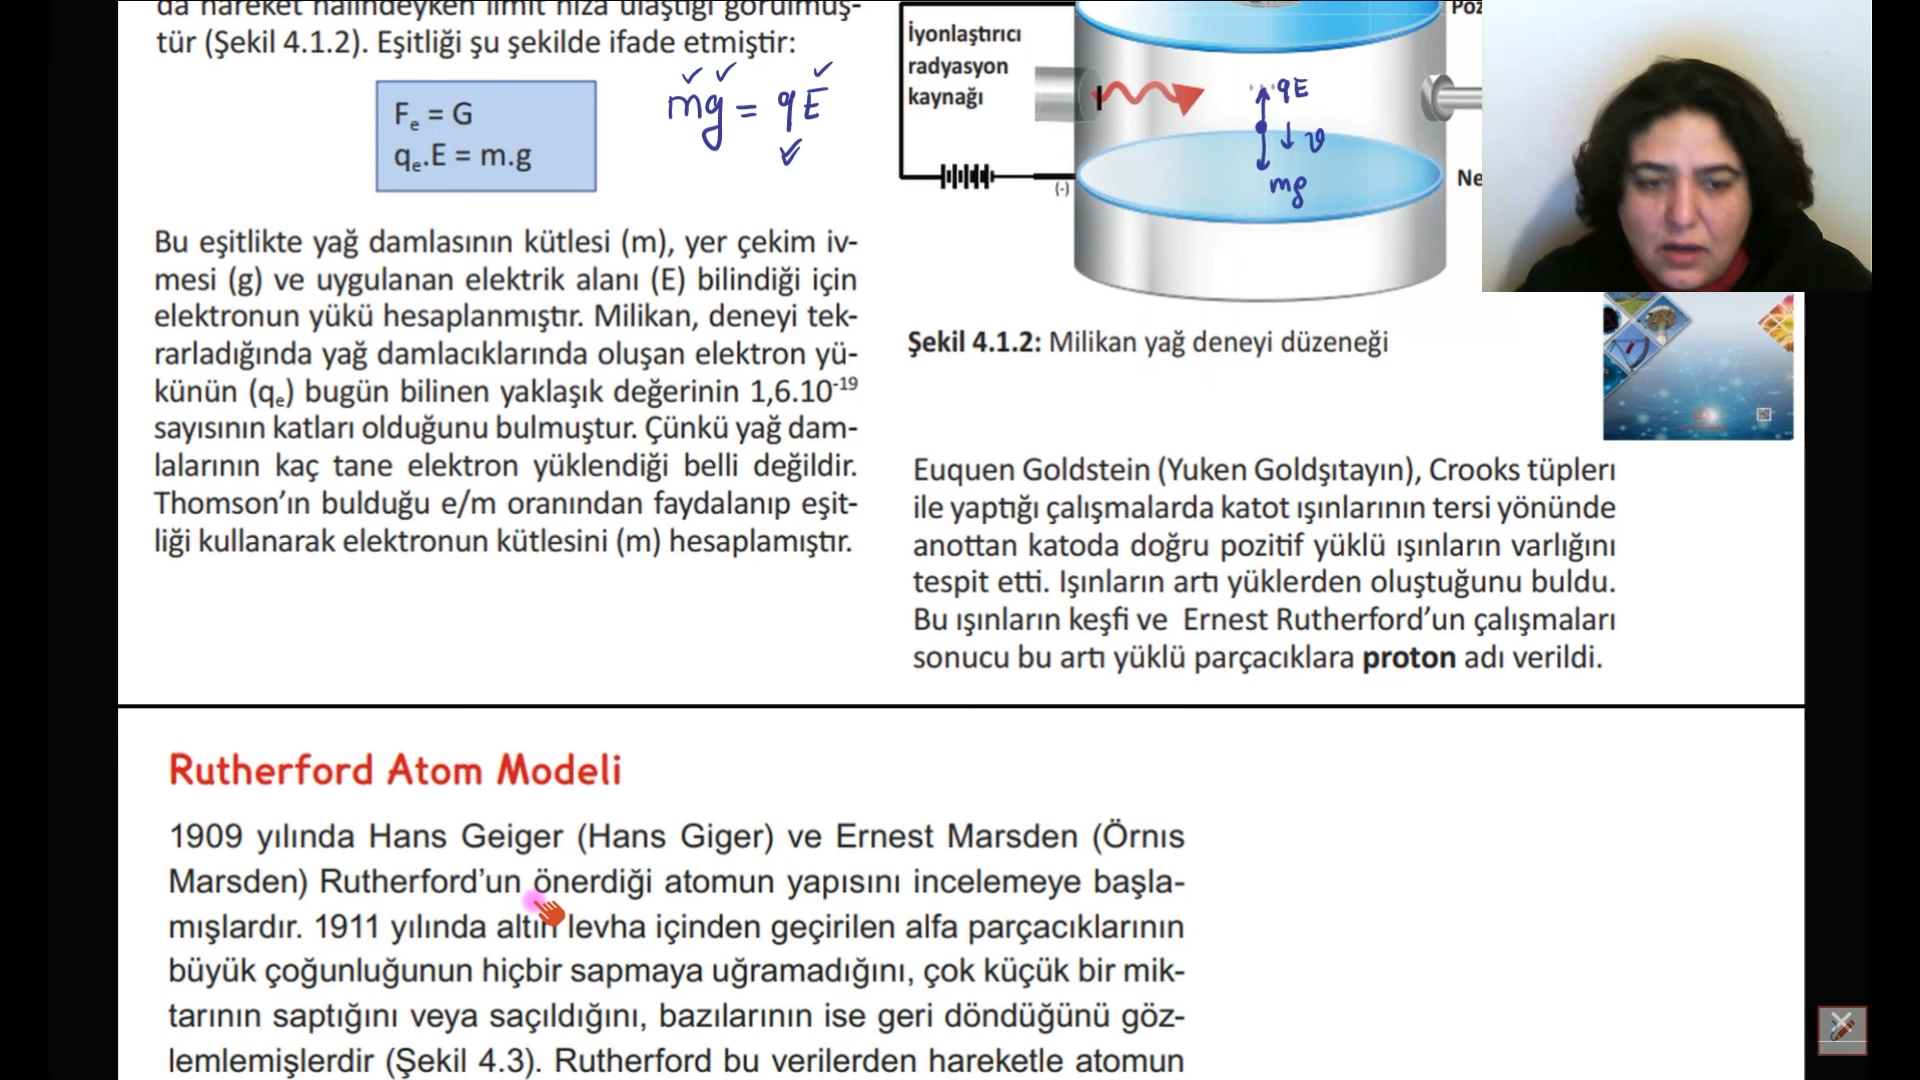 da hareket halindeyken limit hıza ulaştığı görülmüş-
tür (Şekil 4.1.2). Eşitliği şu şekilde ifade etmiştir:
Fe = G
qe.E = m.g
mg = qE
Bu eşitlikte yağ damlasının kütlesi (m), yer çekim iv-
mesi (g) ve uygulanan elektrik alanı (E) bilindiği için
elektronun yükü hesaplanmıştır. Milikan, deneyi tek-
rarladığında yağ damlacıklarında oluşan elektron yü-
künün (qe) bugün bilinen yaklaşık değerinin 1,6.10-19
sayısının katları olduğunu bulmuştur. Çünkü yağ dam-
lalarının kaç tane elektron yüklendiği belli değildir.
Thomson’ın bulduğu e/m oranından faydalanıp eşit-
liği kullanarak elektronun kütlesini (m) hesaplamıştır.
İyonlaştırıcı
radyasyon
kaynağı
(-)
qE
v
mg
Şekil 4.1.2: Milikan yağ deneyi düzeneği
Euquen Goldstein (Yuken Goldşıtayın), Crooks tüplerı
ile yaptığı çalışmalarda katot ışınlarının tersi yönünde
anottan katoda doğru pozitif yüklü ışınların varlığını
tespit etti. Işınların artı yüklerden oluştuğunu buldu.
Bu ışınların keşfi ve Ernest Rutherford’un çalışmaları
sonucu bu artı yüklü parçacıklara proton adı verildi.
Rutherford Atom Modeli
1909 yılında Hans Geiger (Hans Giger) ve Ernest Marsden (Örnıs
Marsden) Rutherford’un önerdiği atomun yapısını incelemeye başla-
mışlardır. 1911 yılında altın levha içinden geçirilen alfa parçacıklarının
büyük çoğunluğunun hiçbir sapmaya uğramadığını, çok küçük bir mik-
tarının saptığını veya saçıldığını, bazılarının ise geri döndüğünü göz-
lemlemişlerdir (Şekil 4.3). Rutherford bu verilerden hareketle atomun